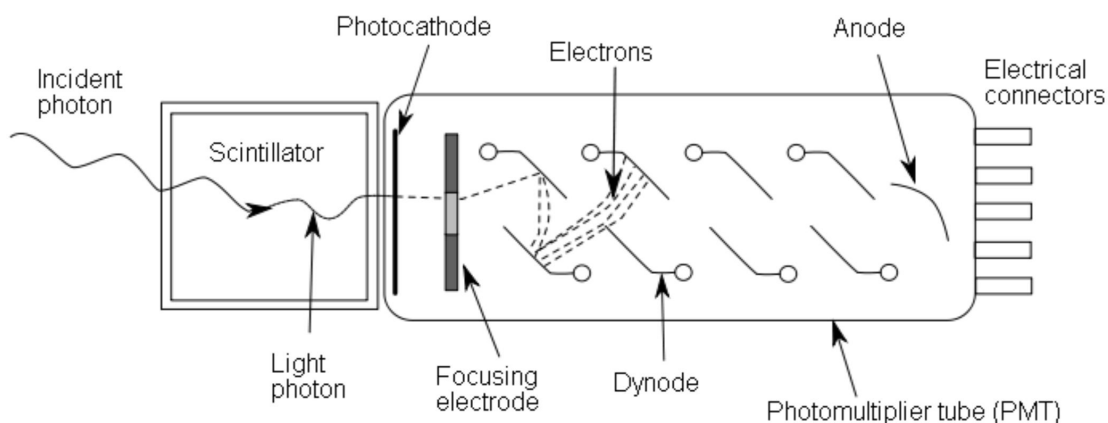 Photocathode
Anode
Electrons
Incident
photon
Electrical
connectors
Scintillator
Light
photon
Focusing
electrode
Dynode
Photomultiplier tube (PMT)